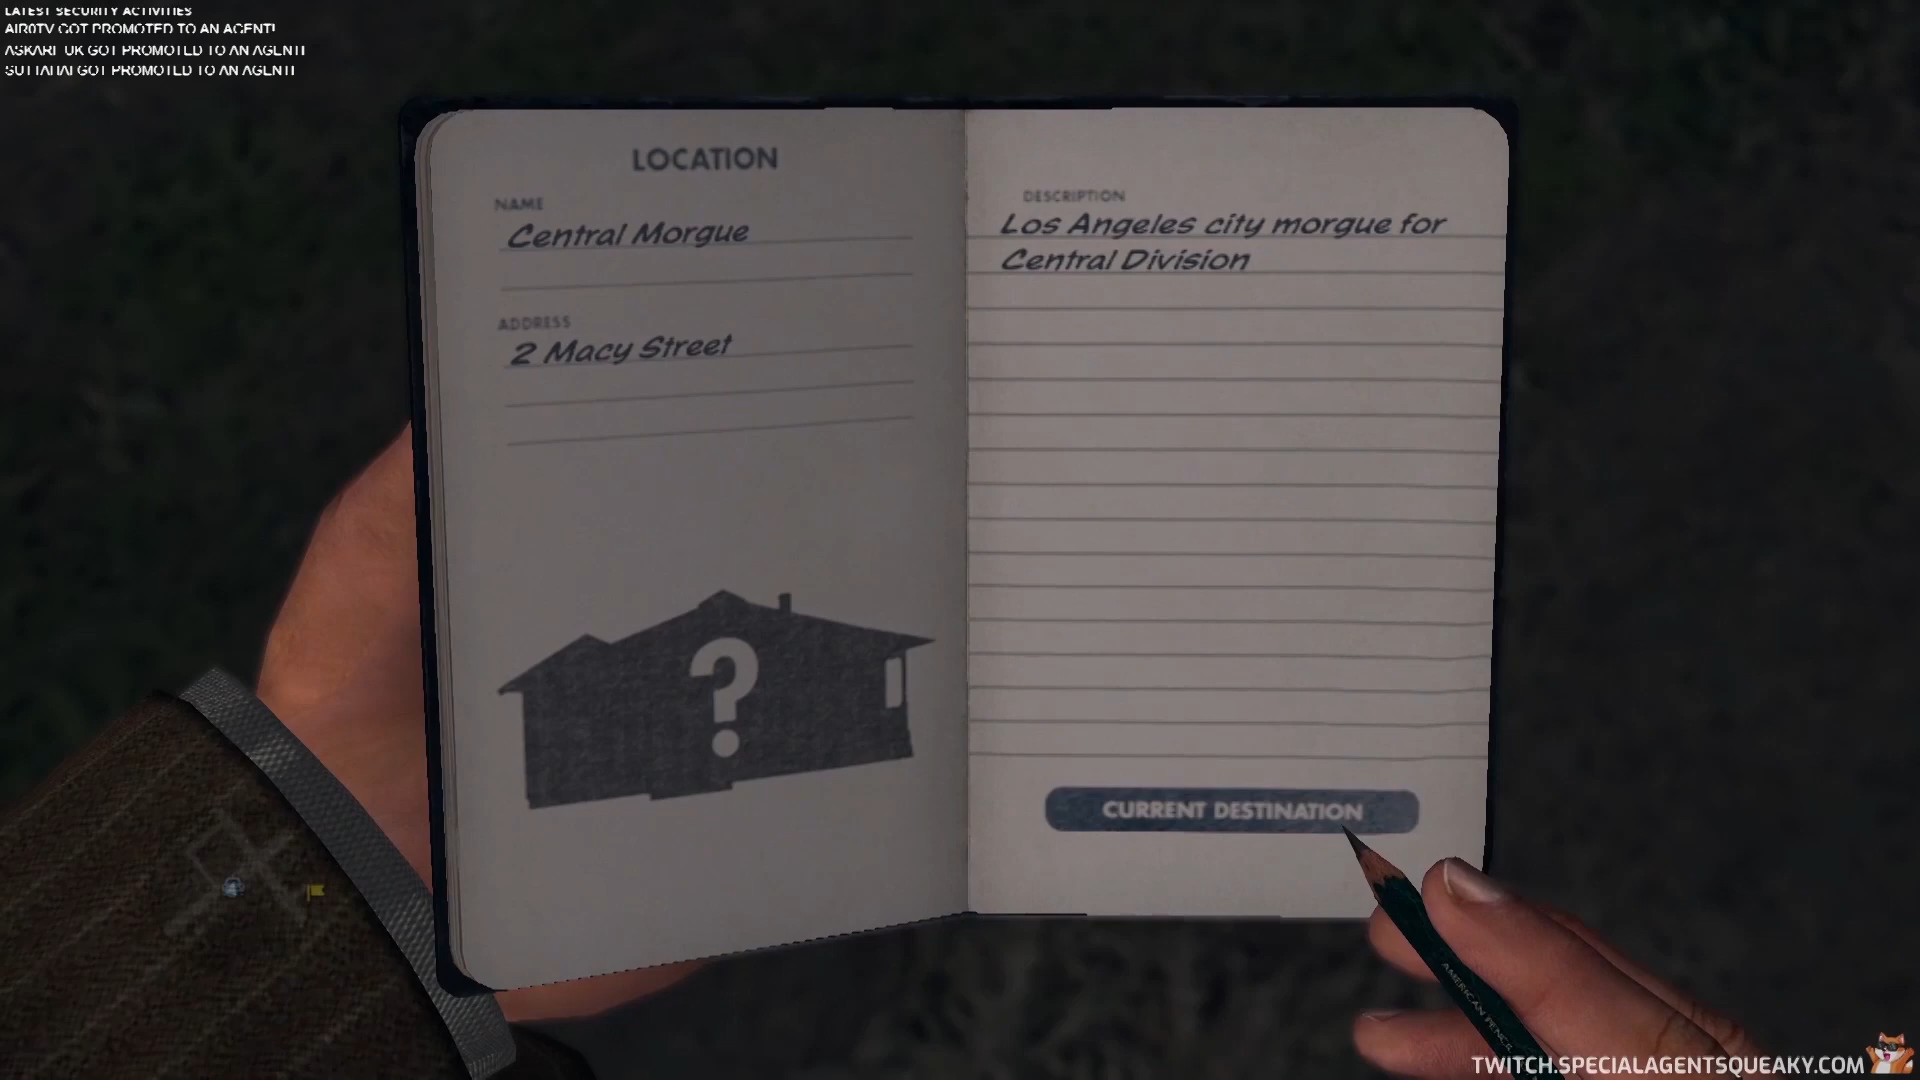 LATEST SECURITY ACTIVITIES
AIR0TV GOT PROMOTED TO AN AGENT!
ASKARI_UK GOT PROMOTED TO AN AGENT!
GOT PROMOTED TO AN AGENT!
LOCATION
NAME
Central Morgue
ADDRESS
2 Macy Street
DESCRIPTION
Los Angeles city morgue for
Central Division
CURRENT DESTINATION
AMERICAN PENCIL
TWITCH.SPECIALAGENTSQUEAKY.COM